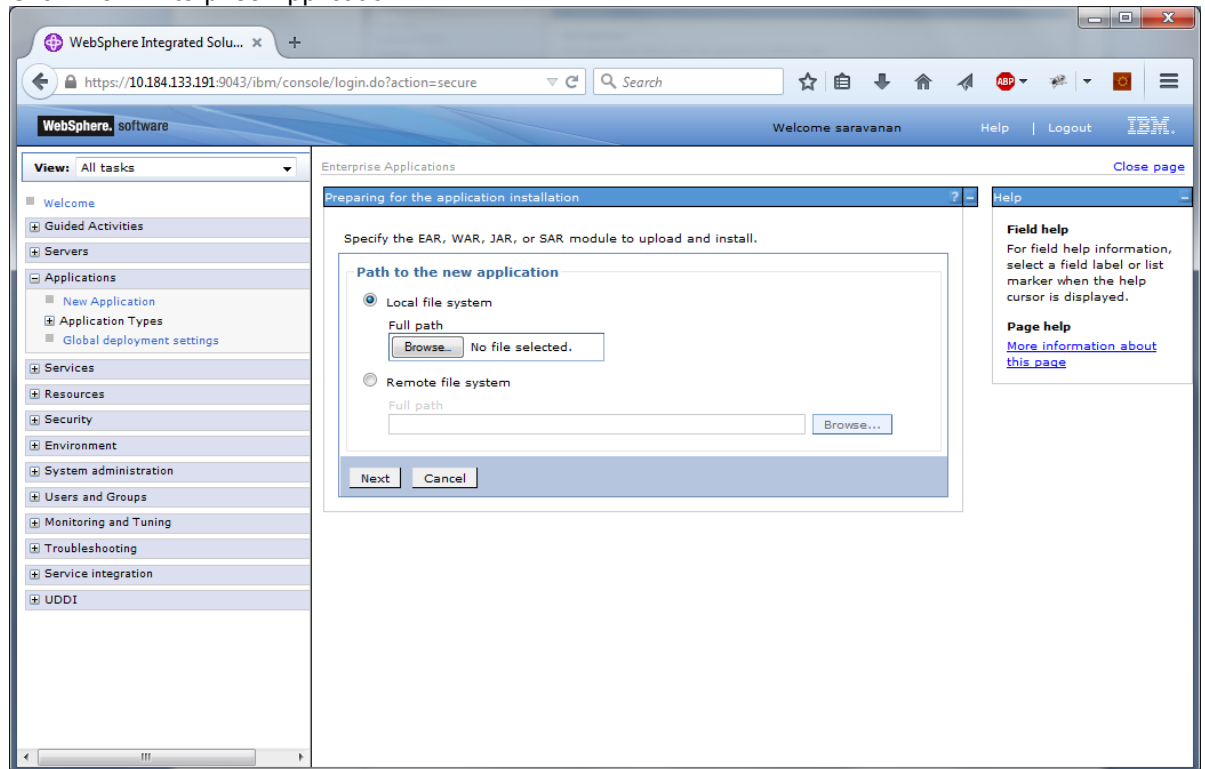 WebSphere Integrated Solu... × +
https://10.184.133.191:9043/ibm/console/login.do?action=secure
Search
ABP
WebSphere. software
Welcome saravanan
Help | Logout
IBM.
View: All tasks
Welcome
Guided Activities
Servers
Applications
New Application
Application Types
Global deployment settings
Services
Resources
Security
Environment
System administration
Users and Groups
Monitoring and Tuning
Troubleshooting
Service integration
UDDI
Enterprise Applications
Close page
Preparing for the application installation ? –
Specify the EAR, WAR, JAR, or SAR module to upload and install.
Path to the new application
Local file system
Full path
Browse... No file selected.
Remote file system
Full path
Browse...
Next Cancel
Help –
Field help
For field help information,
select a field label or list
marker when the help
cursor is displayed.
Page help
More information about
this page